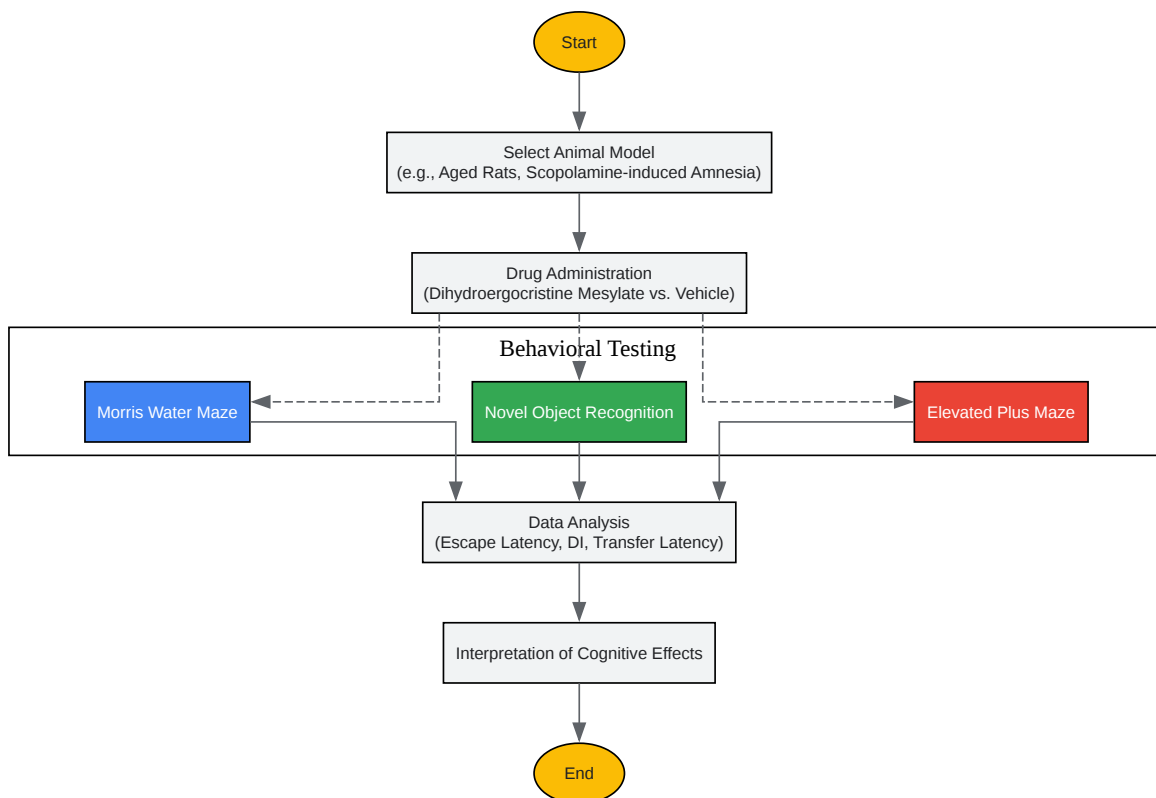 Start
Select Animal Model
(e.g., Aged Rats, Scopolamine-induced Amnesia)
Drug Administration
(Dihydroergocristine Mesylate vs. Vehicle)
Behavioral Testing
Morris Water Maze
Novel Object Recognition
Elevated Plus Maze
Data Analysis
(Escape Latency, DI, Transfer Latency)
Interpretation of Cognitive Effects
End